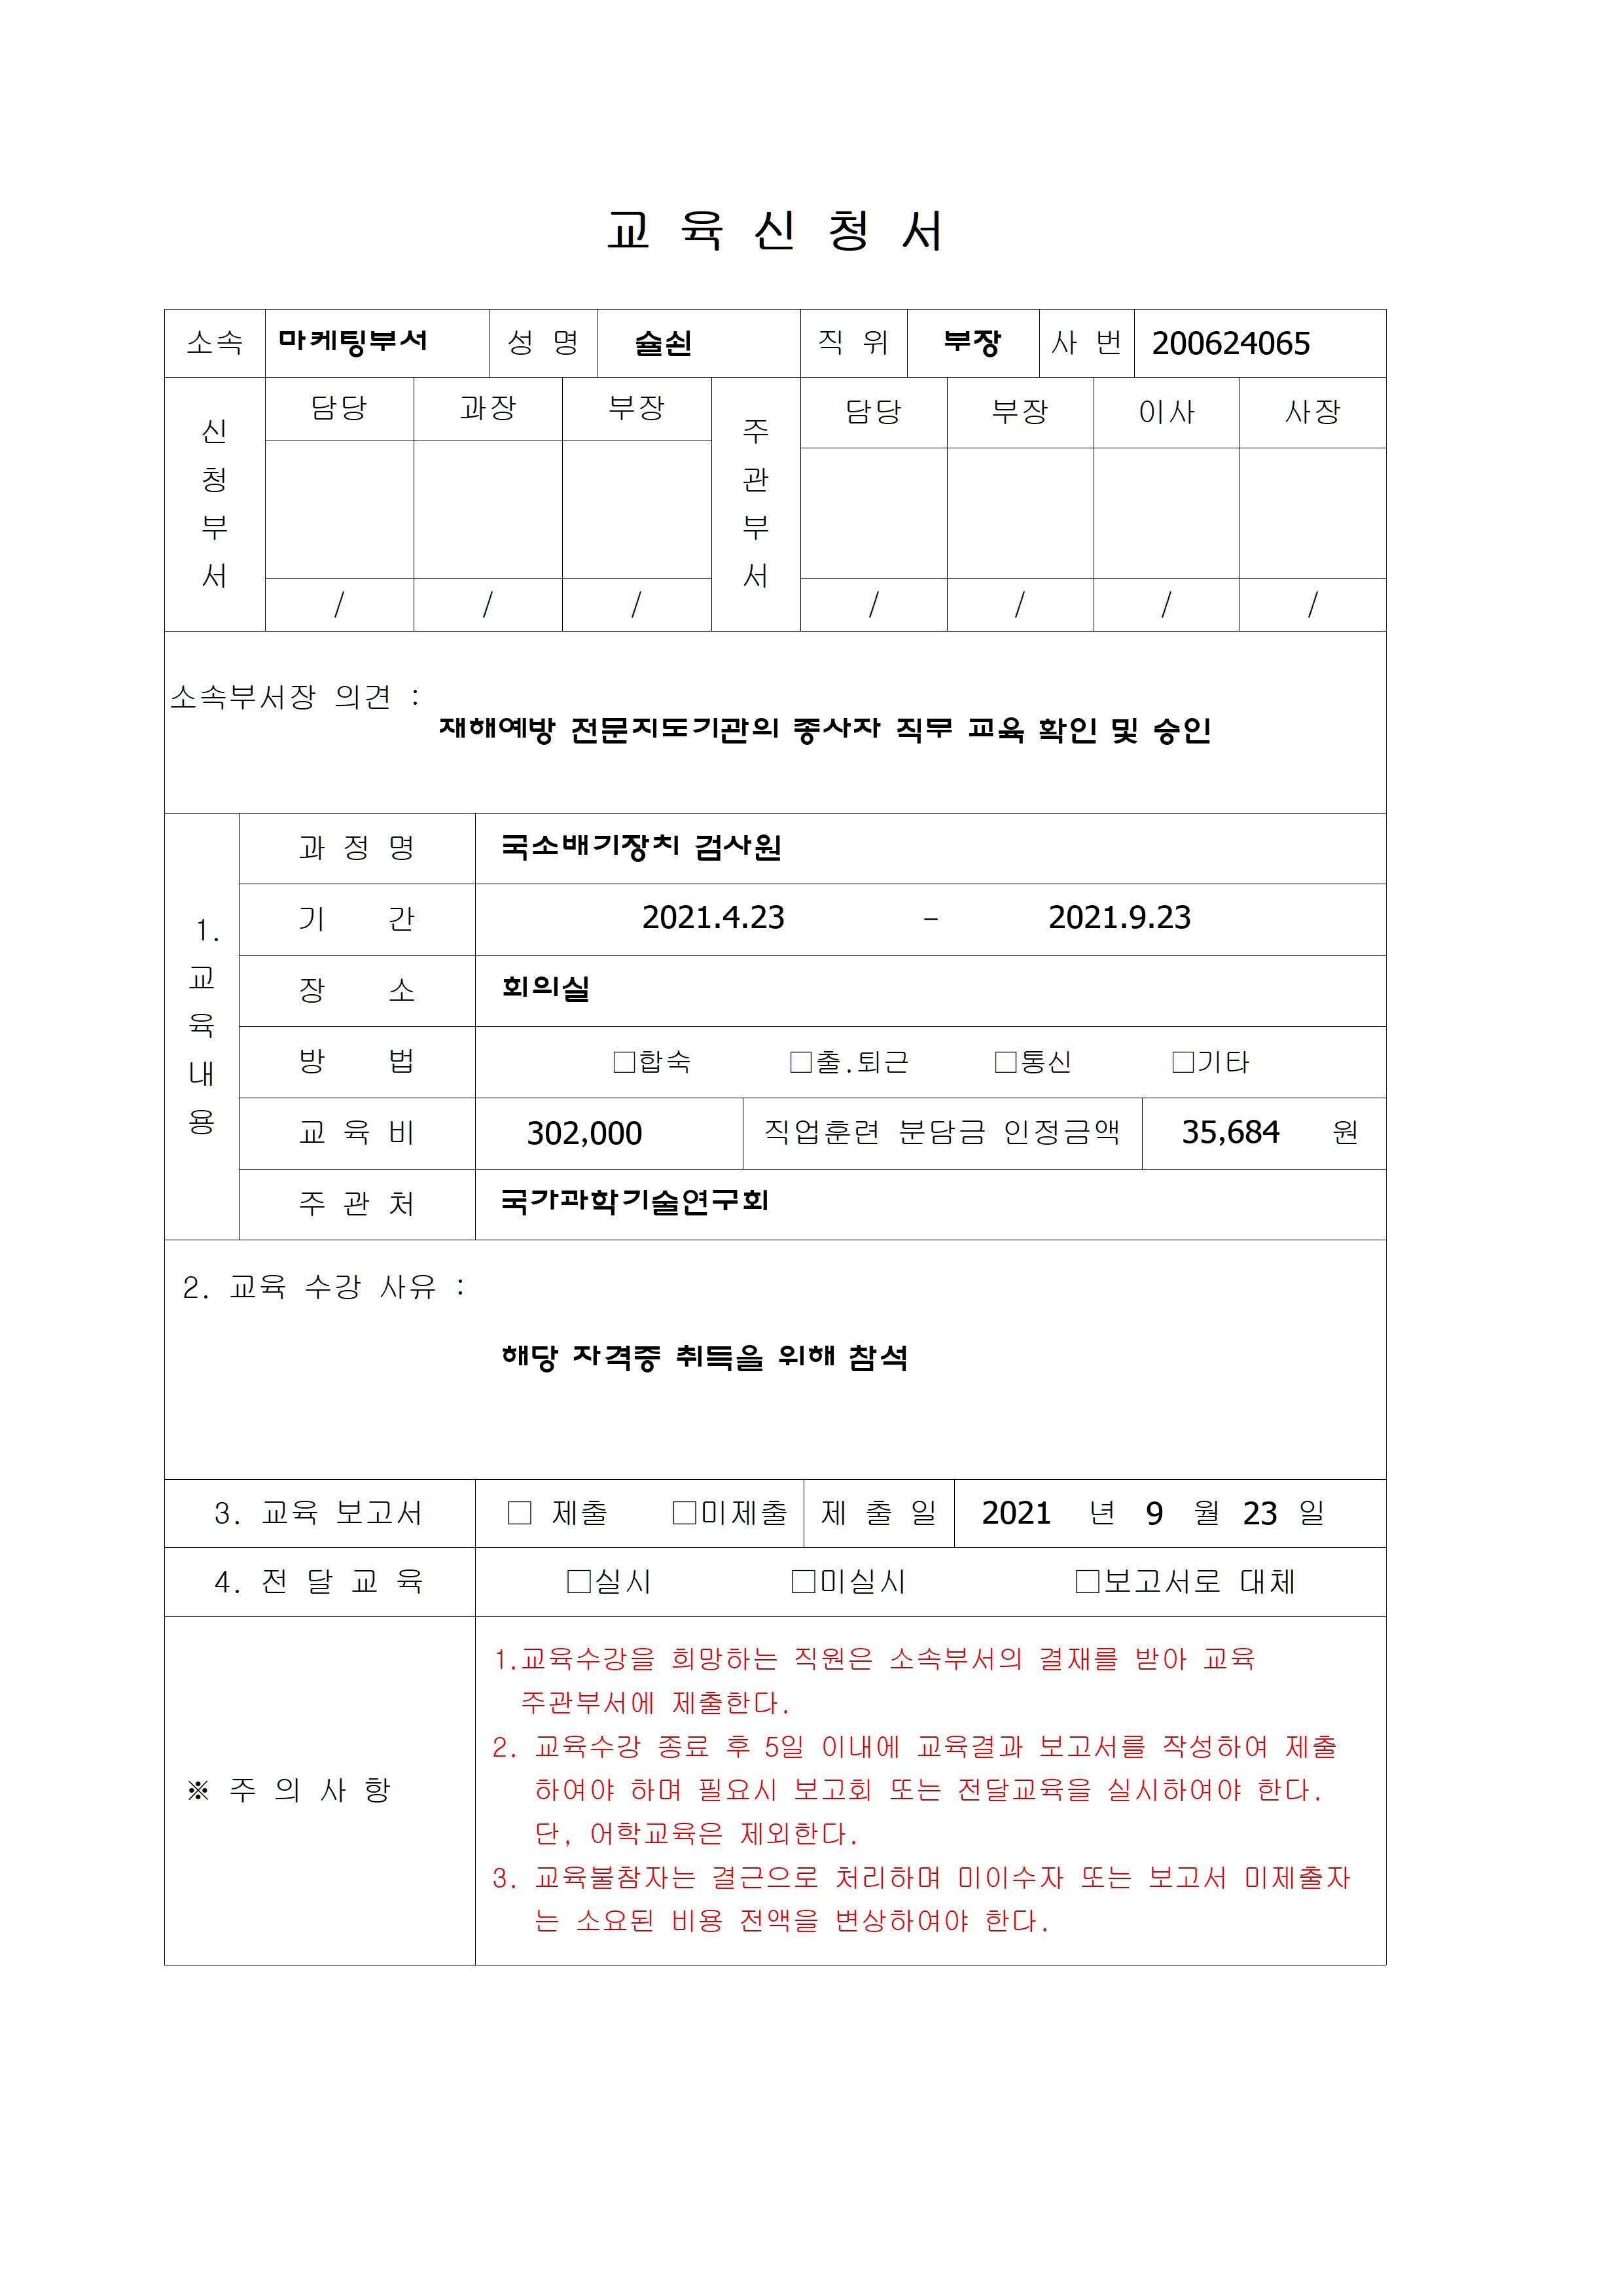 교 육 신 청 서
소속 마케팅부서 성 명 술쇤 직 위 부장 사 번 200624065
신청부서 담당 과장 부장 주관부서 담당 부장 이사 사장
/ / / / / / /
소속부서장 의견 :
재해예방 전문지도기관의 종사자 직무 교육 확인 및 승인
1. 교육내용
과 정 명 국소배기장치 검사원
기 간 2021.4.23 - 2021.9.23
장 소 회의실
방 법 □합숙 □출.퇴근 □통신 □기타
교 육 비 302,000 직업훈련 분담금 인정금액 35,684 원
주 관 처 국가과학기술연구회
2. 교육 수강 사유 :
해당 자격증 취득을 위해 참석
3. 교육 보고서 □ 제출 □미제출 제 출 일 2021 년 9 월 23 일
4. 전 달 교 육 □실시 □미실시 □보고서로 대체
※ 주 의 사 항
1.교육수강을 희망하는 직원은 소속부서의 결재를 받아 교육
주관부서에 제출한다.
2. 교육수강 종료 후 5일 이내에 교육결과 보고서를 작성하여 제출
하여야 하며 필요시 보고회 또는 전달교육을 실시하여야 한다.
단, 어학교육은 제외한다.
3. 교육불참자는 결근으로 처리하며 미이수자 또는 보고서 미제출자
는 소요된 비용 전액을 변상하여야 한다.